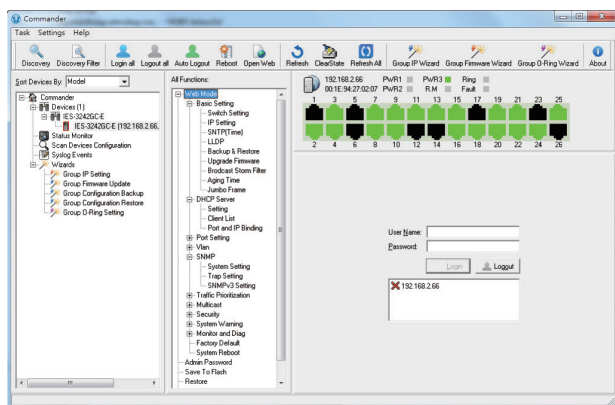 Commander
Task Settings Help
Discovery Discovery Filter Login all Logout all Auto Logout Reboot Open Web Refresh ClearState Refresh All Group IP Wizard Group Firmware Wizard Group O-Ring Wizard About
Sort Devices By: Model
Commander
Devices (1)
IES-3242GC-E
IES-3242GC-E (192.168.2.66,
Status Monitor
Scan Devices Configuration
Syslog Events
Wizards
Group IP Setting
Group Firmware Update
Group Configuration Backup
Group Configuration Restore
Group O-Ring Setting
All Functions:
Web Mode
Basic Setting
Switch Setting
IP Setting
SNTP(Time)
LLDP
Backup & Restore
Upgrade Firmware
Brodcast Storm Filter
Aging Time
Jumbo Frame
DHCP Server
Setting
Client List
Port and IP Binding
Port Setting
Vlan
SNMP
System Setting
Trap Setting
SNMPv3 Setting
Traffic Prioritization
Multicast
Security
System Warning
Monitor and Diag
Factory Default
System Reboot
Admin Password
Save To Flash
Restore
192.168.2.66 PWR1 PWR3 Ring
00:1E:94:27:02:07 PWR2 R.M Fault
1 3 5 7 9 11 13 15 17 19 21 23 25
2 4 6 8 10 12 14 16 18 20 22 24 26
User Name:
Password:
Login Loggut
192.168.2.66